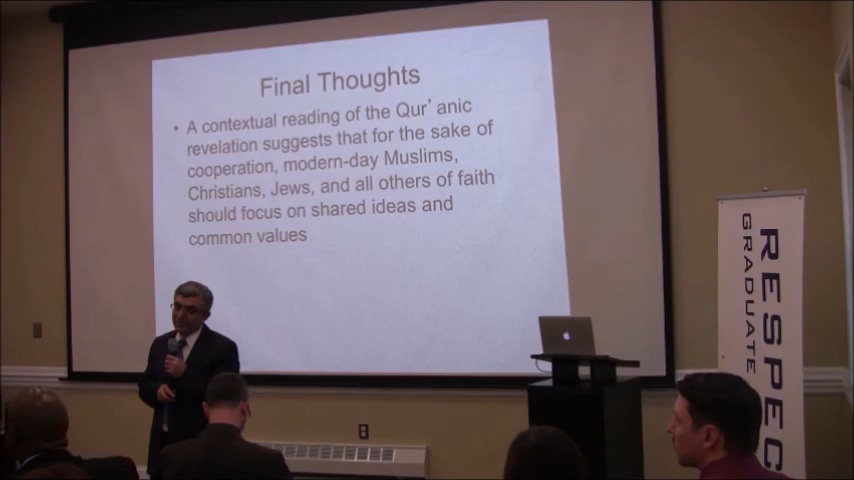 Final Thoughts
• A contextual reading of the Qur' anic
revelation suggests that for the sake of
cooperation, modern-day Muslims,
Christians, Jews, and all others of faith
should focus on shared ideas and
common values
RESPEC
GRADUATE